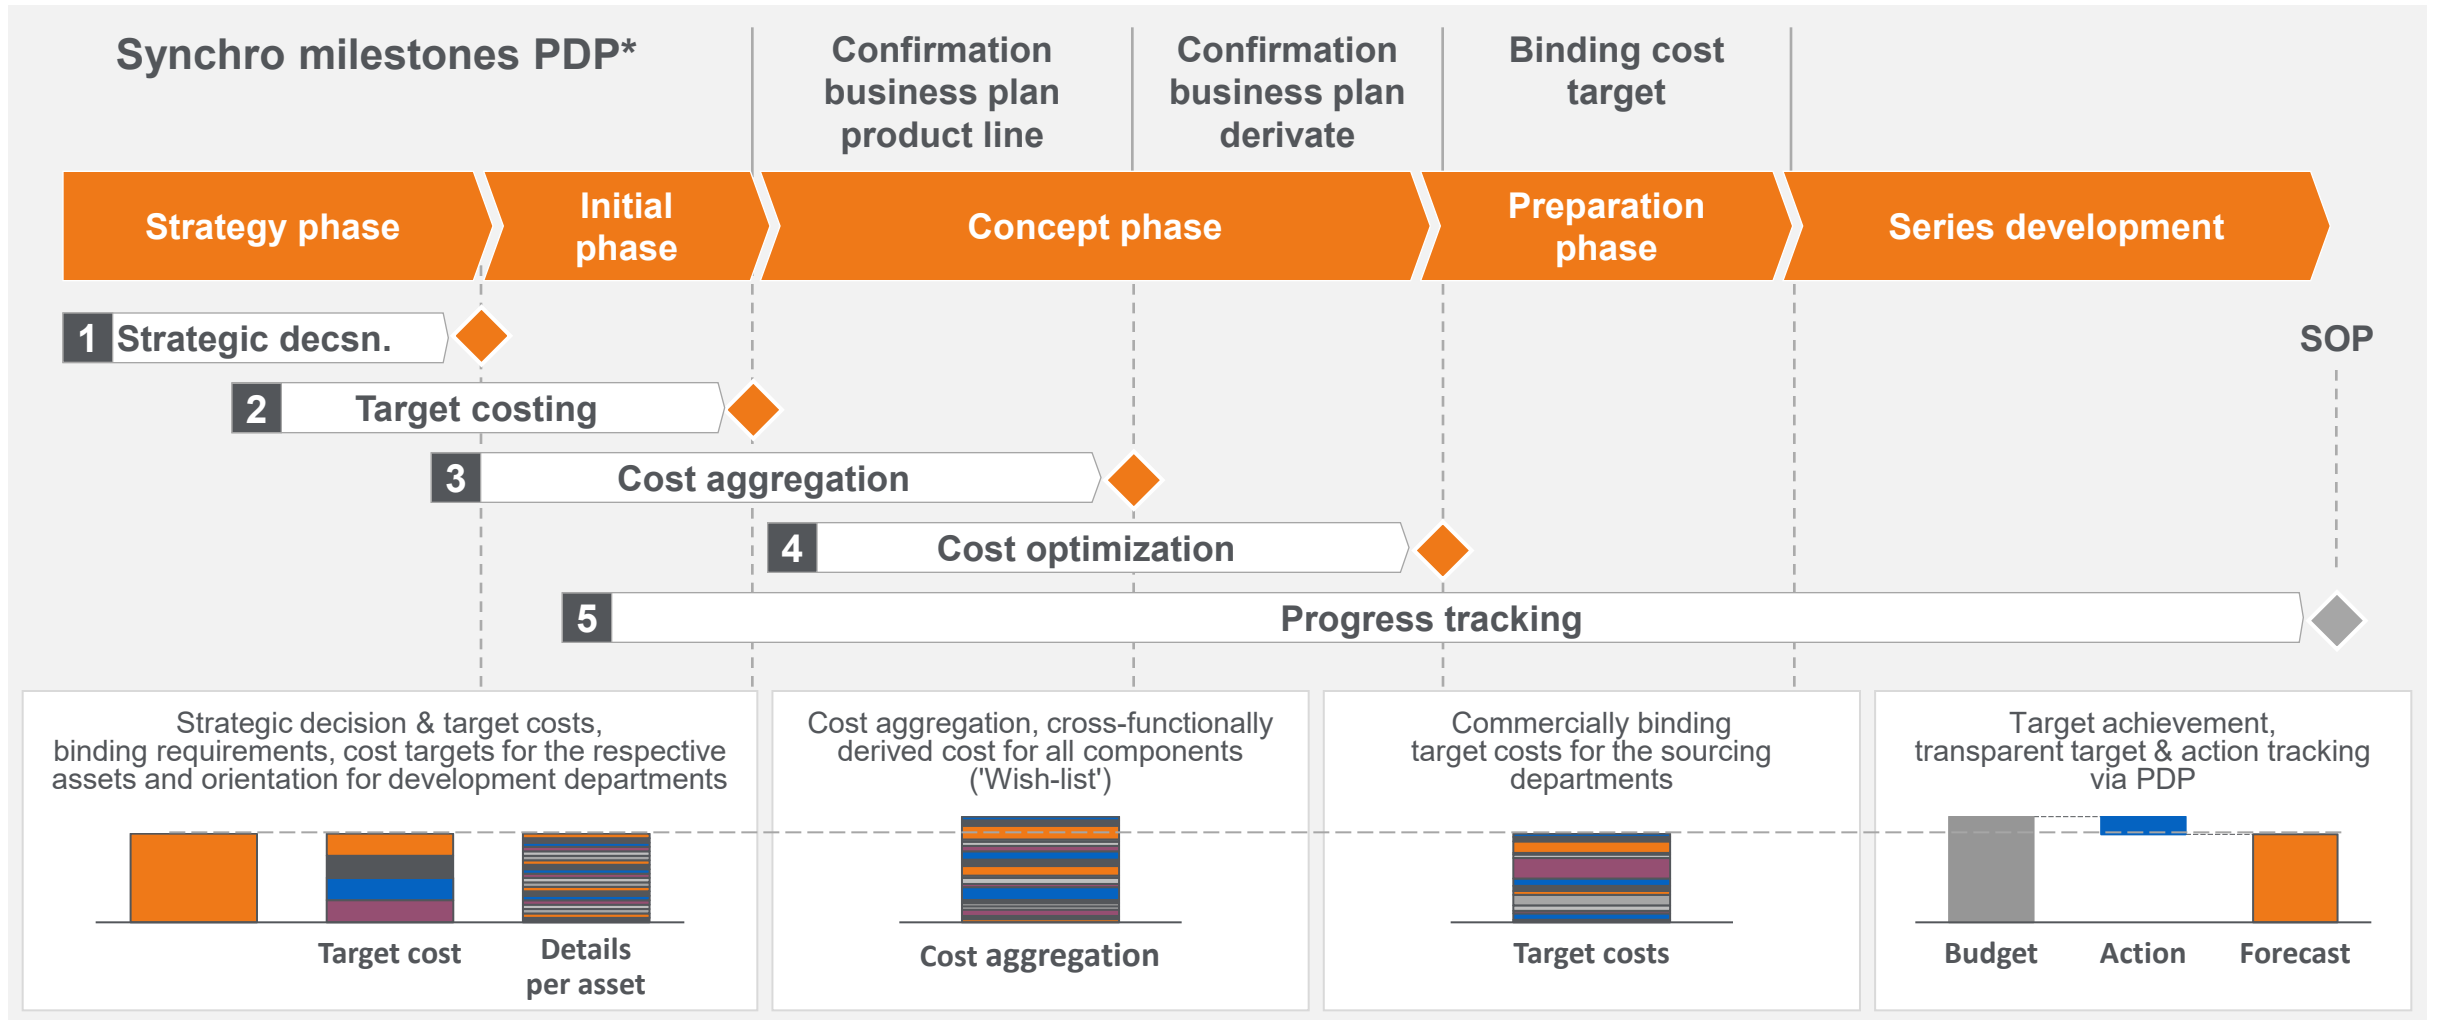 Synchro milestones PDP*
Confirmation
business plan
product line
Confirmation
business plan
derivate
Binding cost
target
Strategy phase
Initial
phase
Concept phase
Preparation
phase
Series development
1 Strategic decsn.
SOP
2 Target costing
3 Cost aggregation
4 Cost optimization
5 Progress tracking
Strategic decision & target costs,
binding requirements, cost targets for the respective
assets and orientation for development departments
Target cost
Details
per asset
Cost aggregation, cross-functionally
derived cost for all components
('Wish-list')
Cost aggregation
Commercially binding
target costs for the sourcing
departments
Target costs
Target achievement,
transparent target & action tracking
via PDP
Budget
Action
Forecast